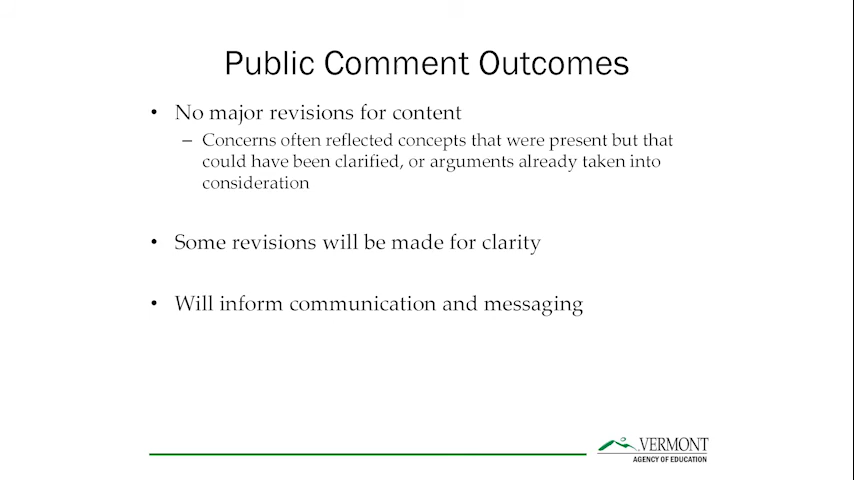 Public Comment Outcomes
• No major revisions for content
– Concerns often reflected concepts that were present but that
could have been clarified, or arguments already taken into
consideration
• Some revisions will be made for clarity
• Will inform communication and messaging
VERMONT
AGENCY OF EDUCATION